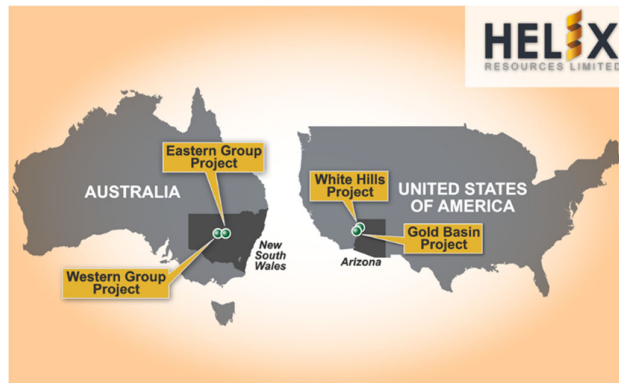 HELIX
RESOURCES LIMITED
Eastern Group
Project
AUSTRALIA
New
South
Wales
Western Group
Project
White Hills
Project
UNITED STATES
OF AMERICA
Gold Basin
Project
Arizona